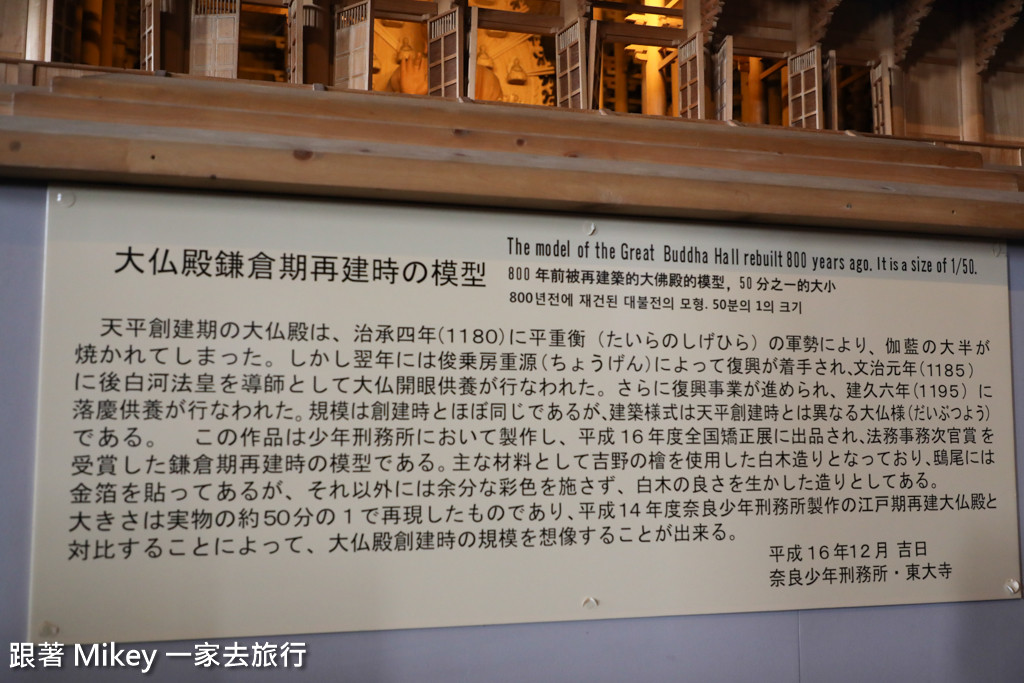 大仏殿鎌倉期再建時の模型
The model of the Great Buddha Hall rebuilt 800 years ago. It is a size of 1/50.
800 年前被再建築的大佛殿的模型，50 分之一的大小
800년전에 재건된 대불전의 모형. 50분의 1의 크기
天平創建期の大仏殿は、治承四年(1180)に平重衡（たいらのしげひら）の軍勢により、伽藍の大半が
焼かれてしまった。しかし翌年には俊乗房重源(ちょうげん)によって復興が着手され、文治元年(1185)
に後白河法皇を導師として大仏開眼供養が行なわれた。さらに復興事業が進められ、建久六年(1195)に
落慶供養が行なわれた。規模は創建時とほぼ同じであるが、建築様式は天平創建時とは異なる大仏様(だいぶつよう)
である。　この作品は少年刑務所において製作し、平成16年度全国矯正展に出品され、法務事務次官賞を
受賞した鎌倉期再建時の模型である。主な材料として吉野の檜を使用した白木造りとなっており、鴟尾には
金箔を貼ってあるが、それ以外には余分な彩色を施さず、白木の良さを生かした造りとしてある。
大きさは実物の約50分の1で再現したものであり、平成14年度奈良少年刑務所製作の江戸期再建大仏殿と
対比することによって、大仏殿創建時の規模を想像することが出来る。
平成16年12月 吉日
奈良少年刑務所・東大寺
跟著 Mikey 一家去旅行